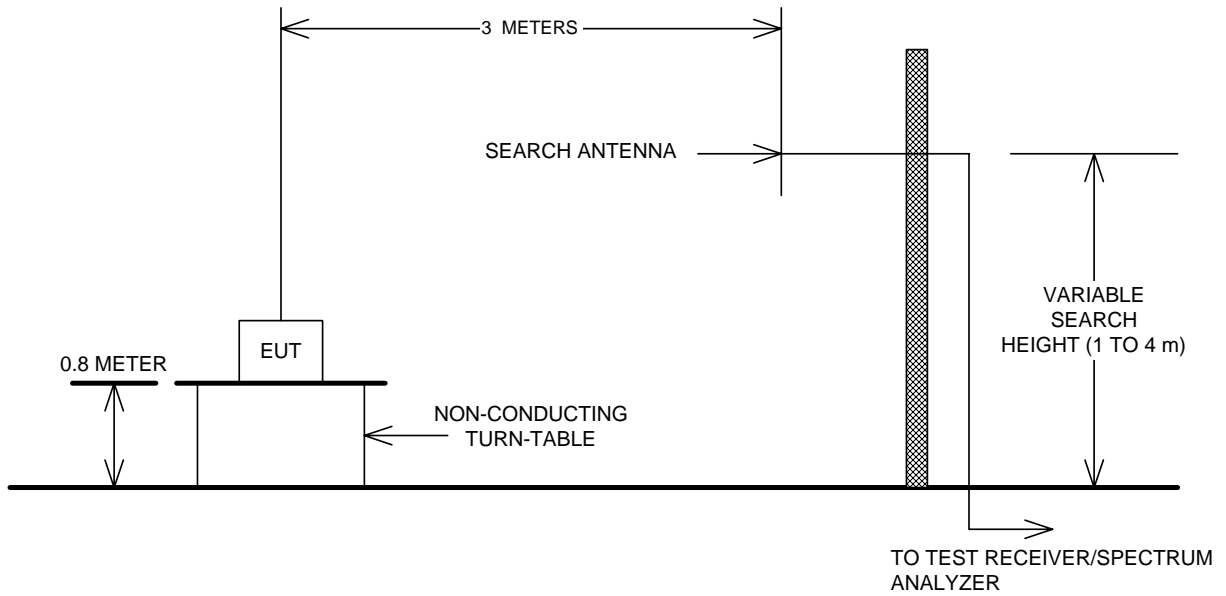 3 METERS
SEARCH ANTENNA
EUT
0.8 METER
NON-CONDUCTING
TURN-TABLE
VARIABLE
SEARCH
HEIGHT (1 TO 4 m)
TO TEST RECEIVER/SPECTRUM
ANALYZER